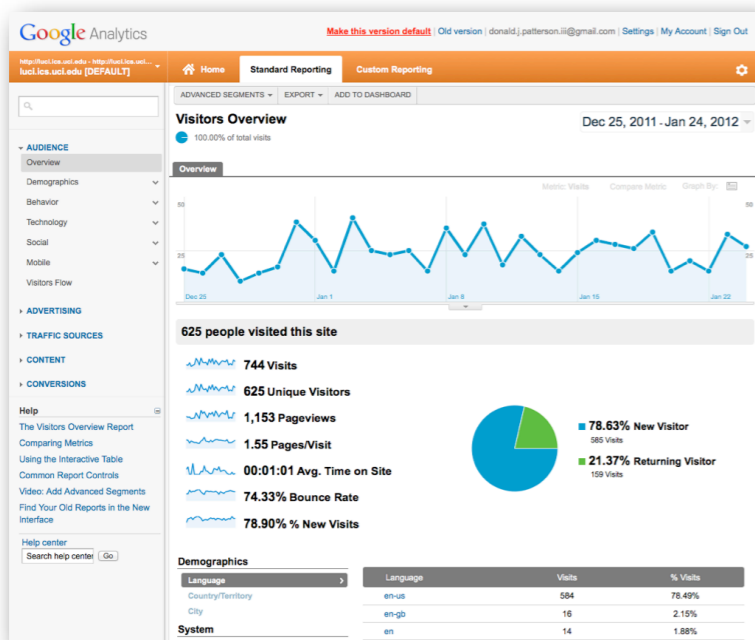 Google Analytics
Make this version default | Old version | donald.j.patterson.iii@gmail.com | Settings | My Account | Sign Out
http://luci.ics.uci.edu - http://luci.ics.uci...
luci.ics.uci.edu [DEFAULT]
Home
Standard Reporting
Custom Reporting
ADVANCED SEGMENTS
EXPORT
ADD TO DASHBOARD
Visitors Overview
Dec 25, 2011 - Jan 24, 2012
100.00% of total visits
AUDIENCE
Overview
Demographics
Behavior
Technology
Social
Mobile
Visitors Flow
ADVERTISING
TRAFFIC SOURCES
CONTENT
CONVERSIONS
Help
The Visitors Overview Report
Comparing Metrics
Using the Interactive Table
Common Report Controls
Video: Add Advanced Segments
Find Your Old Reports in the New
Interface
Help center
Search help center
Go
Overview
Metric: Visits
Compare Metric
Graph By:
50
50
25
25
Dec 25
Jan 1
Jan 8
Jan 15
Jan 22
625 people visited this site
744 Visits
625 Unique Visitors
1,153 Pageviews
1.55 Pages/Visit
00:01:01 Avg. Time on Site
74.33% Bounce Rate
78.90% % New Visits
78.63% New Visitor
585 Visits
21.37% Returning Visitor
159 Visits
Demographics
Language
Country/Territory
City
System
Language Visits % Visits
en-us 584 78.49%
en-gb 16 2.15%
en 14 1.88%